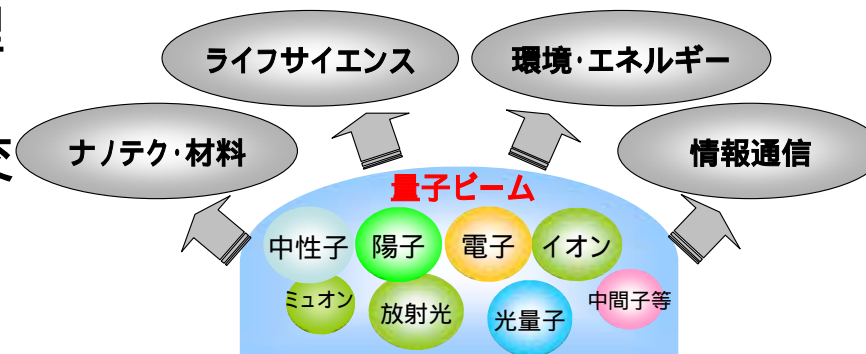 ライフサイエンス
環境・エネルギー
ナノテク・材料
情報通信
量子ビーム
中性子
陽子
電子
イオン
ミュオン
放射光
光量子
中間子等